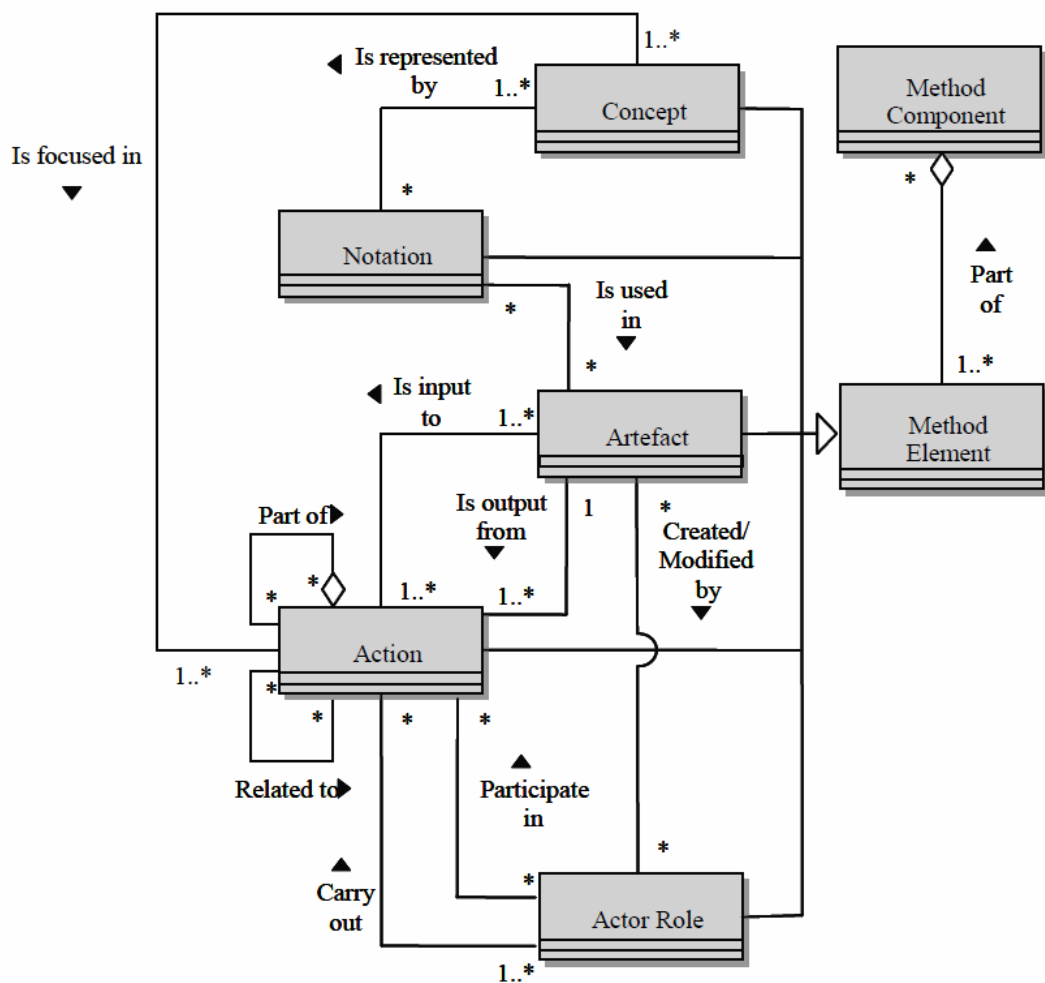 1..*
Is represented
by
1..*
Concept
Method
Component
Is focused in
*
*
Notation
Part
of
*
Is used
in
*
1..*
Is input
to
1..*
Artefact
Method
Element
Is output
from
1
*
Part of
Created/
Modified
by
*
*
1..*
1..*
Action
1..*
*
*
*
*
Related to
Participate
in
*
*
Carry
out
Actor Role
1..*